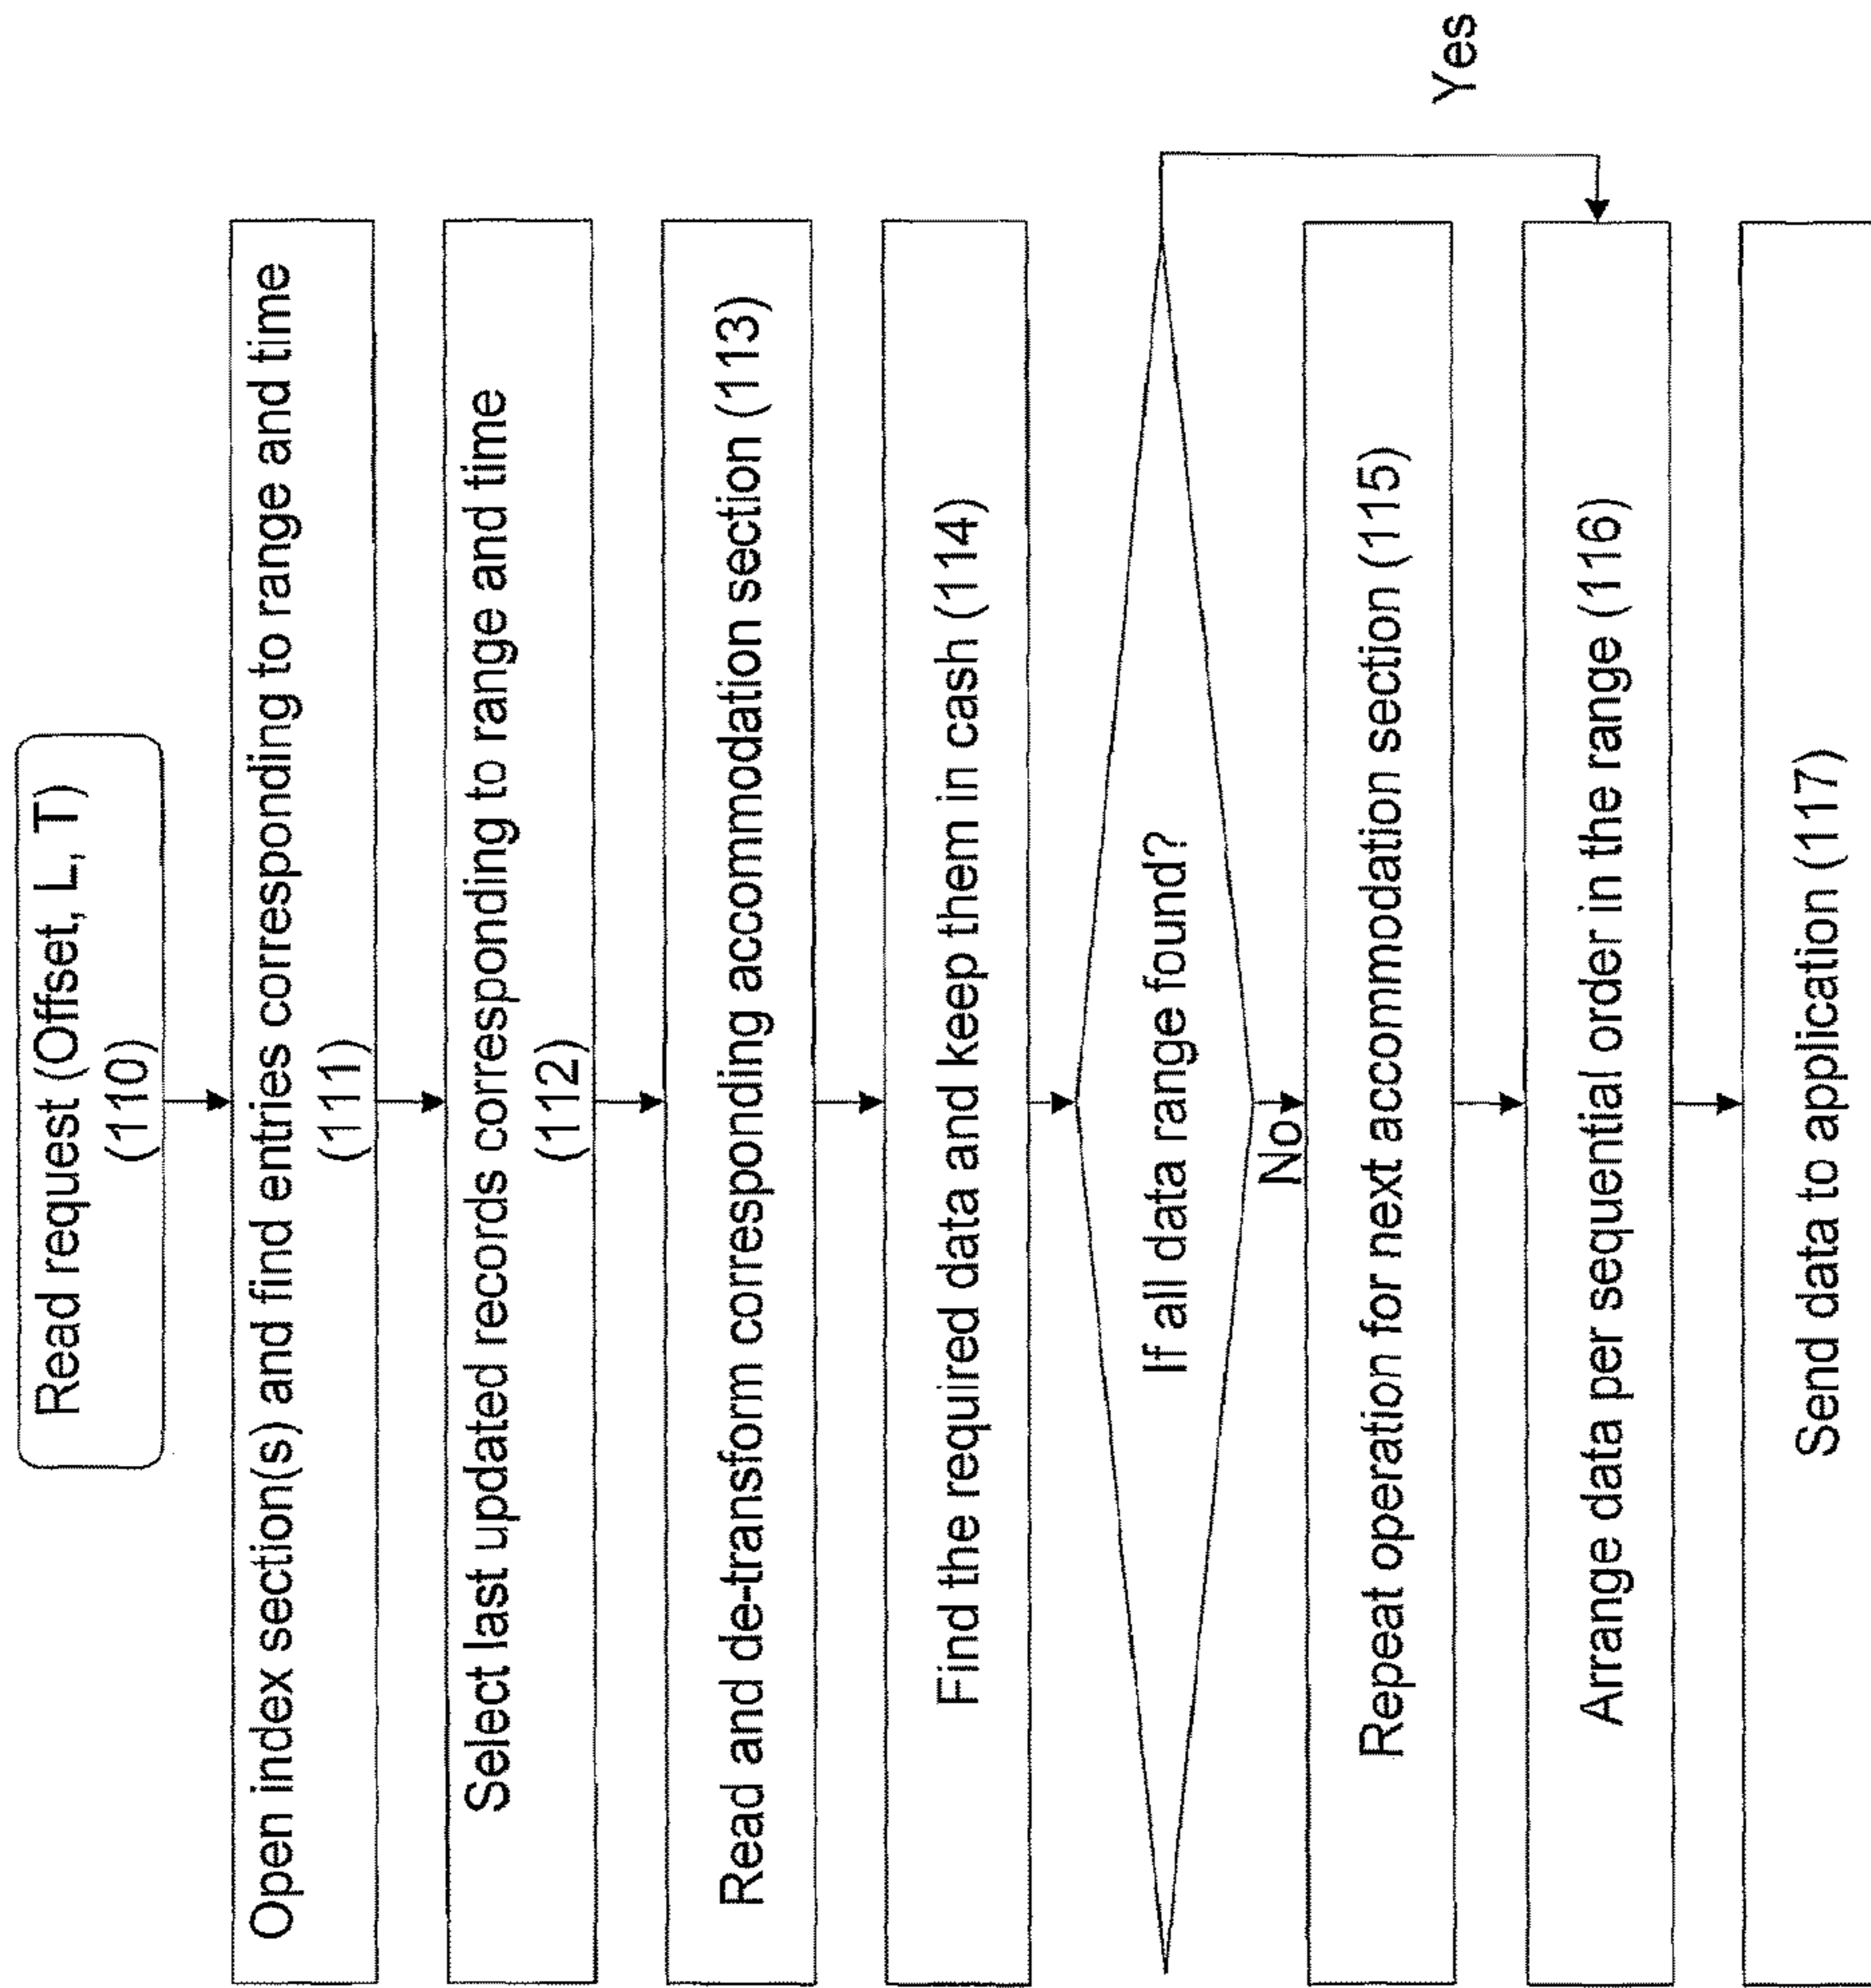 Read request (Offset, L, T)
(110)
Open index section(s) and find entries corresponding to range and time
(111)
Select last updated records corresponding to range and time
(112)
Read and de-transform corresponding accommodation section (113)
Find the required data and keep them in cash (114)
If all data range found?
Yes
No
Repeat operation for next accommodation section (115)
Arrange data per sequential order in the range (116)
Send data to application (117)